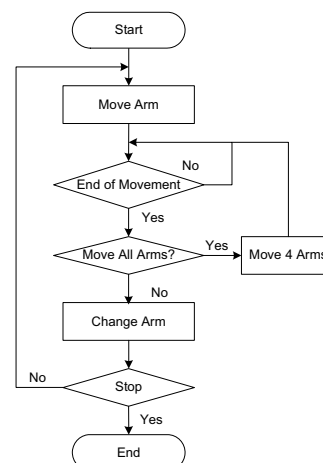 Start
Move Arm
No
End of Movement
Yes
Move All Arms?
Yes
Move 4 Arms
No
Change Arm
No
Stop
Yes
End